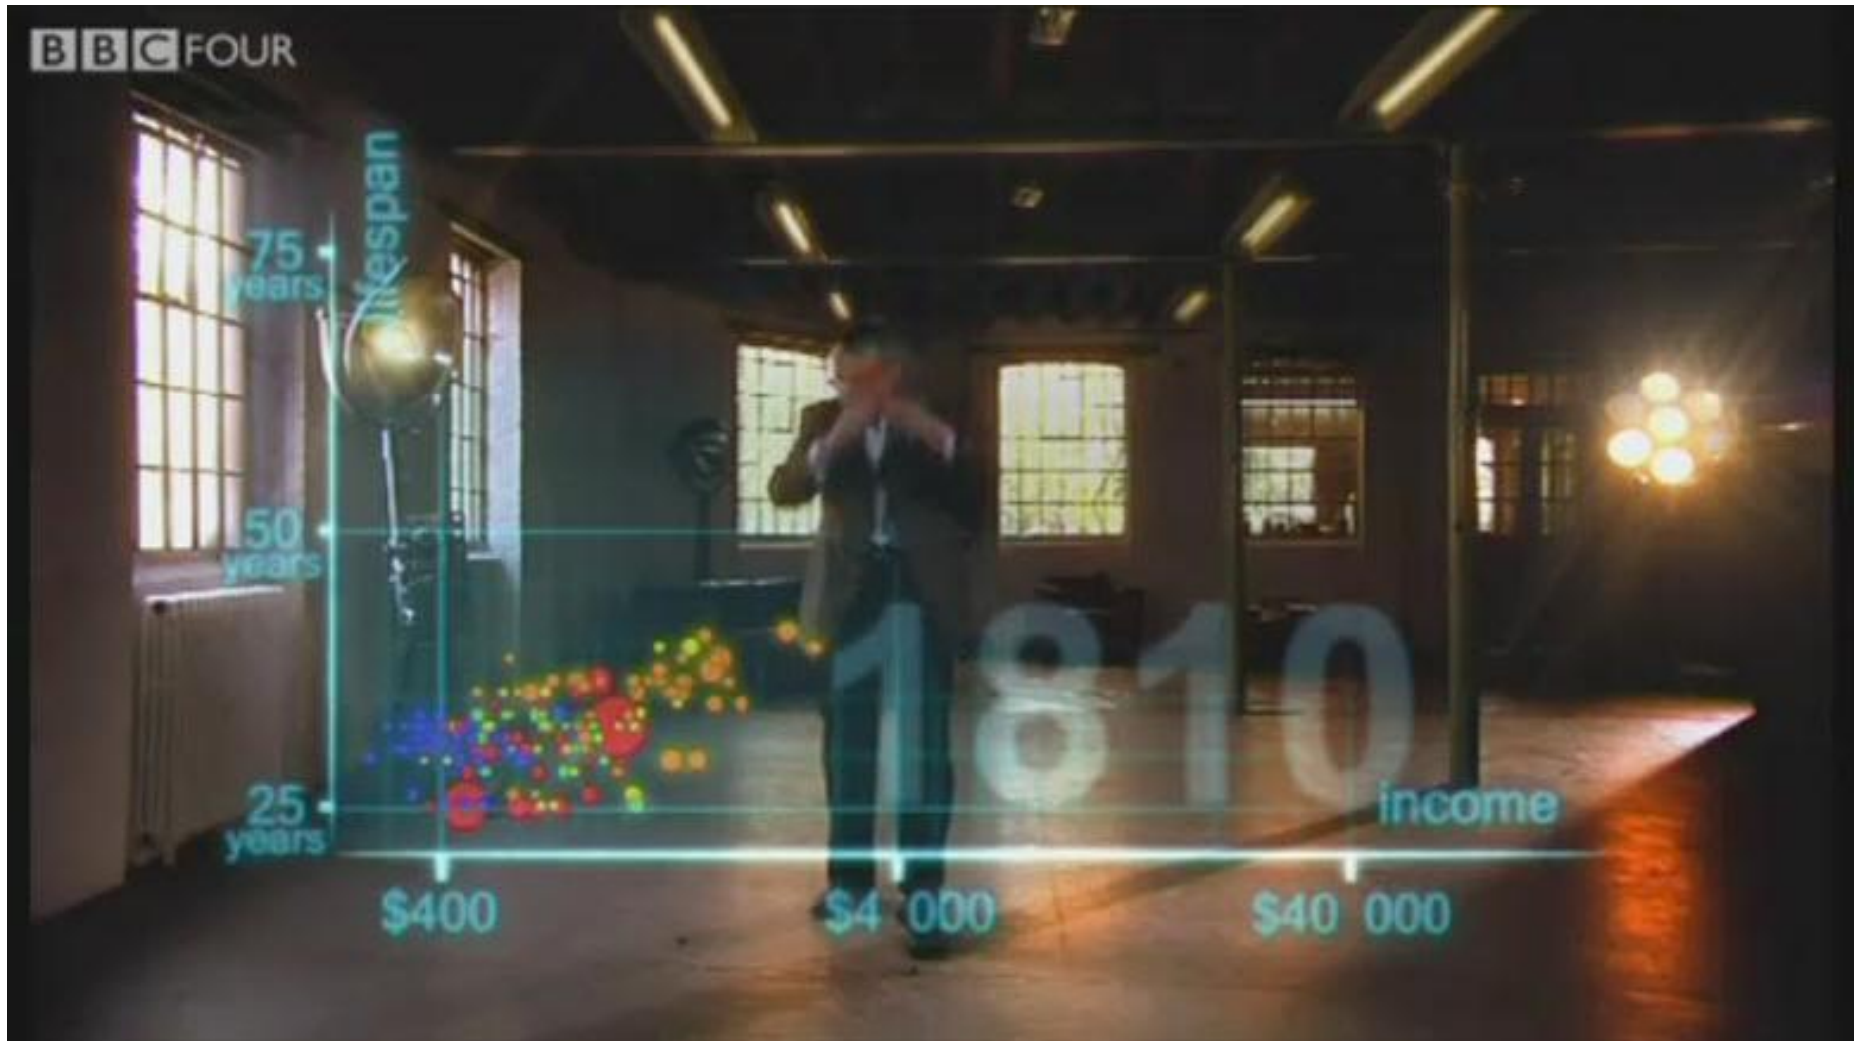 BBC FOUR
lifespan
75
years
50
years
25
years
1810
income
$400
$4 000
$40 000